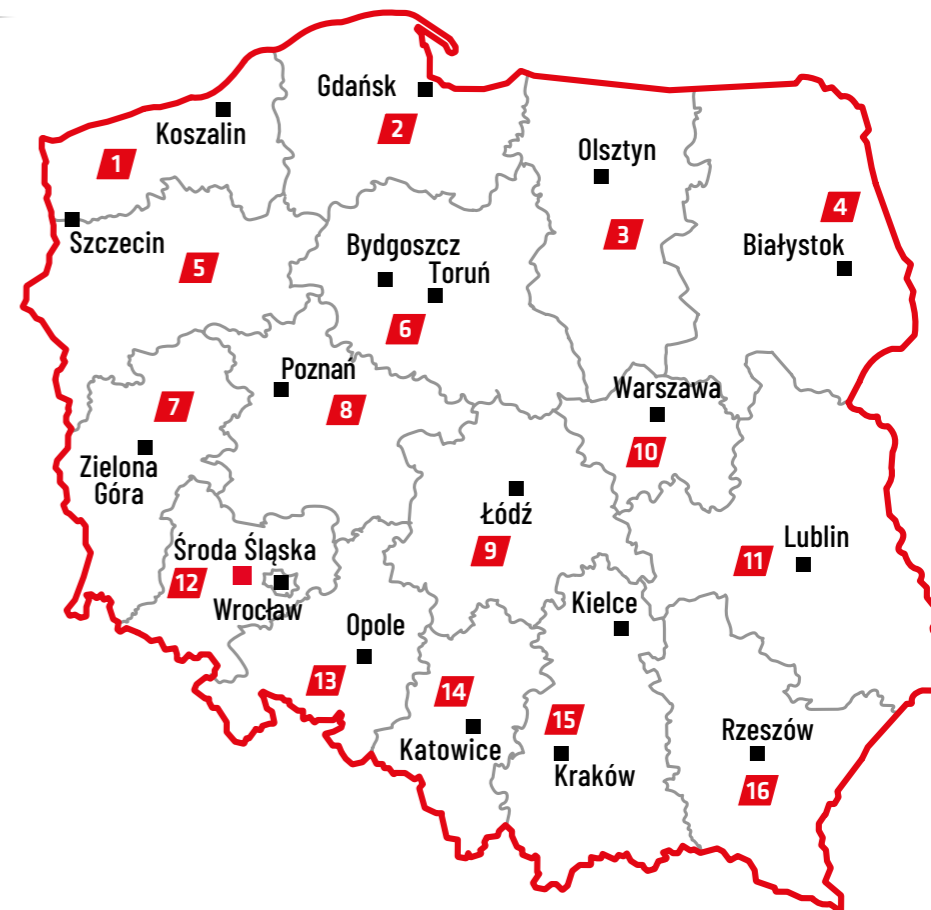 Gdańsk
2
Koszalin
1
Olsztyn
3
4
Szczecin
5
Bydgoszcz
Toruń
6
Białystok
Poznań
8
7
Warszawa
10
Zielona
Góra
Łódź
9
Środa Śląska
12
Wrocław
Lublin
11
Kielce
Opole
13
14
Katowice
15
Kraków
Rzeszów
16